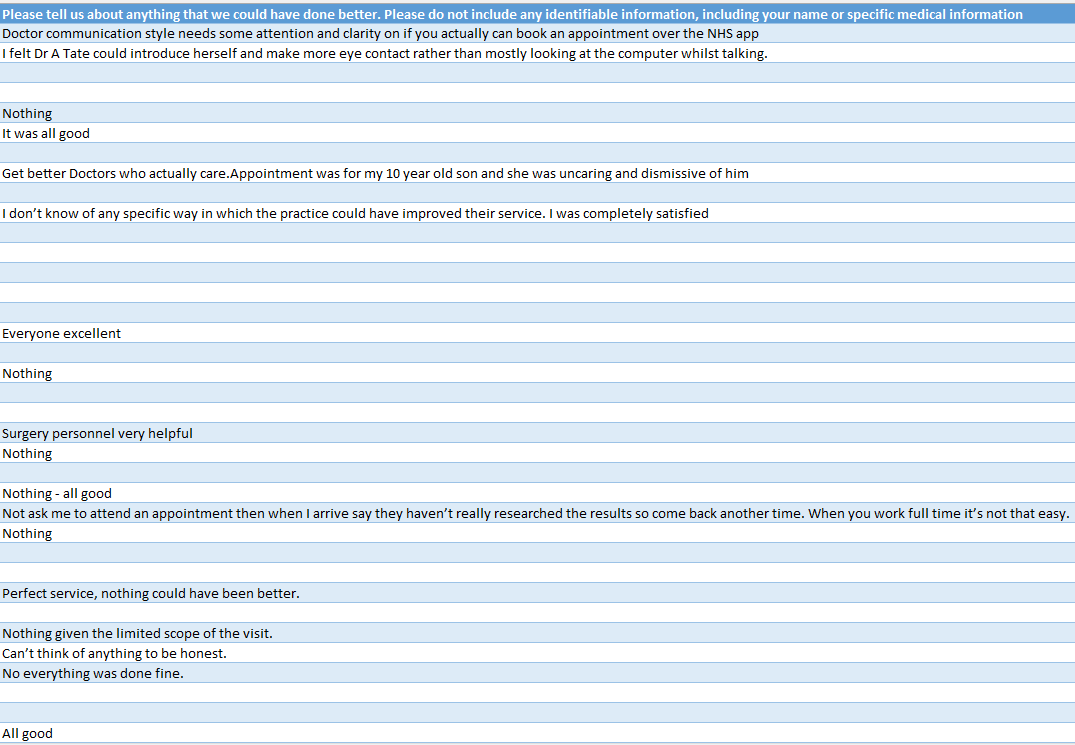 Please tell us about anything that we could have done better. Please do not include any identifiable information, including your name or specific medical information
Doctor communication style needs some attention and clarity on if you actually can book an appointment over the NHS app
I felt Dr A Tate could introduce herself and make more eye contact rather than mostly looking at the computer whilst talking.
Nothing
It was all good
Get better Doctors who actually care.Appointment was for my 10 year old son and she was uncaring and dismissive of him
I don’t know of any specific way in which the practice could have improved their service. I was completely satisfied
Everyone excellent
Nothing
Surgery personnel very helpful
Nothing
Nothing - all good
Not ask me to attend an appointment then when I arrive say they haven’t really researched the results so come back another time. When you work full time it’s not that easy.
Nothing
Perfect service, nothing could have been better.
Nothing given the limited scope of the visit.
Can’t think of anything to be honest.
No everything was done fine.
All good